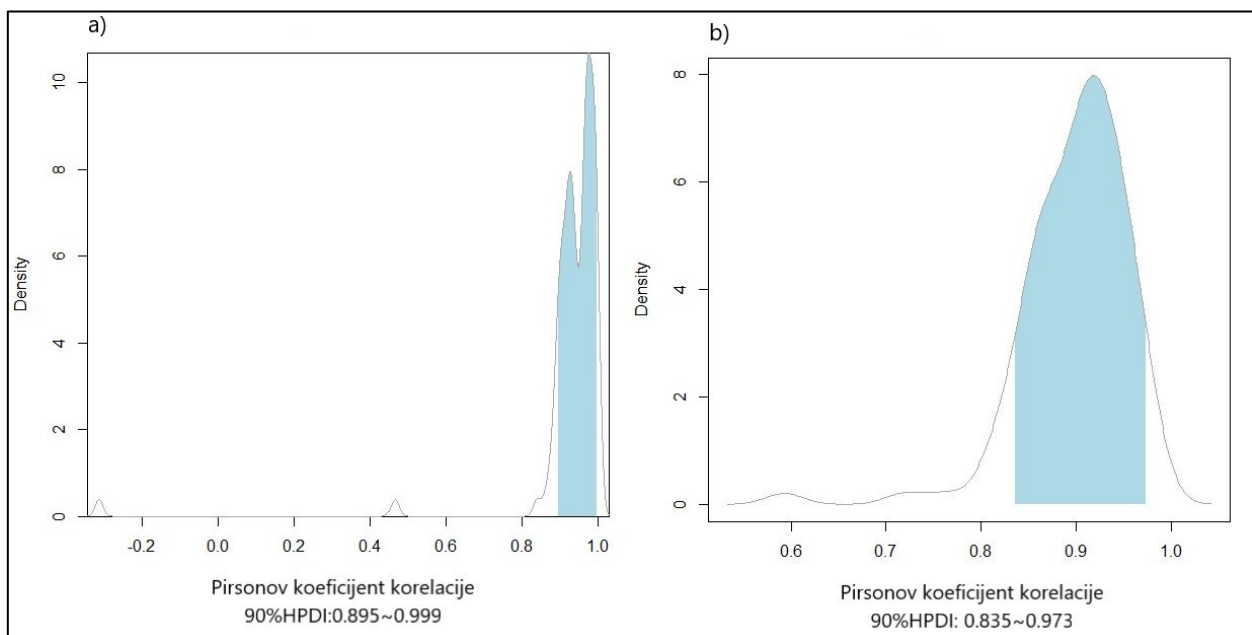 a)
Density
10
8
6
4
2
0
-0.2 0.0 0.2 0.4 0.6 0.8 1.0
Pirsonov koeficijent korelacije
90%HPDI:0.895~0.999
b)
Density
8
6
4
2
0
0.6 0.7 0.8 0.9 1.0
Pirsonov koeficijent korelacije
90%HPDI: 0.835~0.973